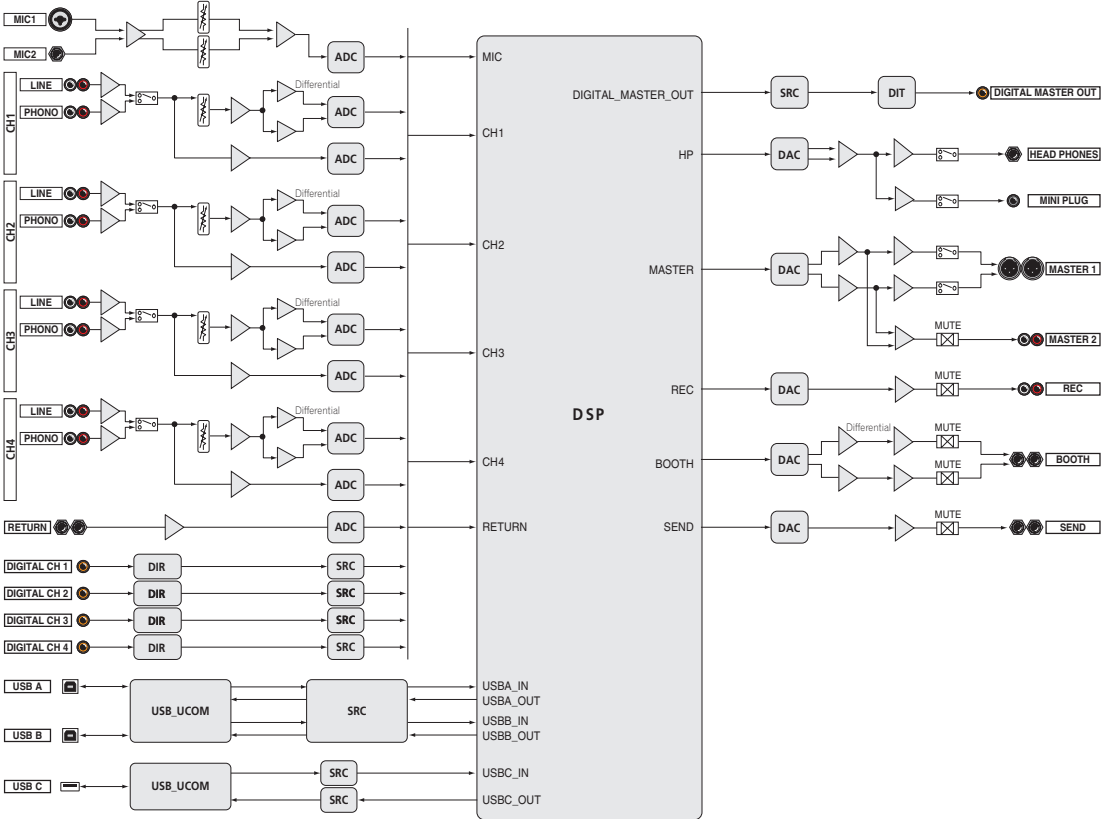 MIC1
MIC2
ADC
MIC
CH1
LINE
PHONO
Differential
ADC
ADC
CH1
CH2
LINE
PHONO
Differential
ADC
ADC
CH2
CH3
LINE
PHONO
Differential
ADC
ADC
CH3
CH4
LINE
PHONO
Differential
ADC
ADC
CH4
RETURN
ADC
RETURN
DIGITAL CH 1
DIR
SRC
DIGITAL CH 2
DIR
SRC
DIGITAL CH 3
DIR
SRC
DIGITAL CH 4
DIR
SRC
USB A
USB B
USB_UCOM
SRC
USBA_IN
USBA_OUT
USBB_IN
USBB_OUT
USB C
USB_UCOM
SRC
SRC
USBC_IN
USBC_OUT
DSP
DIGITAL_MASTER_OUT
SRC
DIT
DIGITAL MASTER OUT
HP
DAC
HEAD PHONES
MINI PLUG
MASTER
DAC
MASTER 1
MUTE
MASTER 2
REC
DAC
MUTE
REC
BOOTH
DAC
Differential
MUTE
MUTE
BOOTH
SEND
DAC
MUTE
SEND